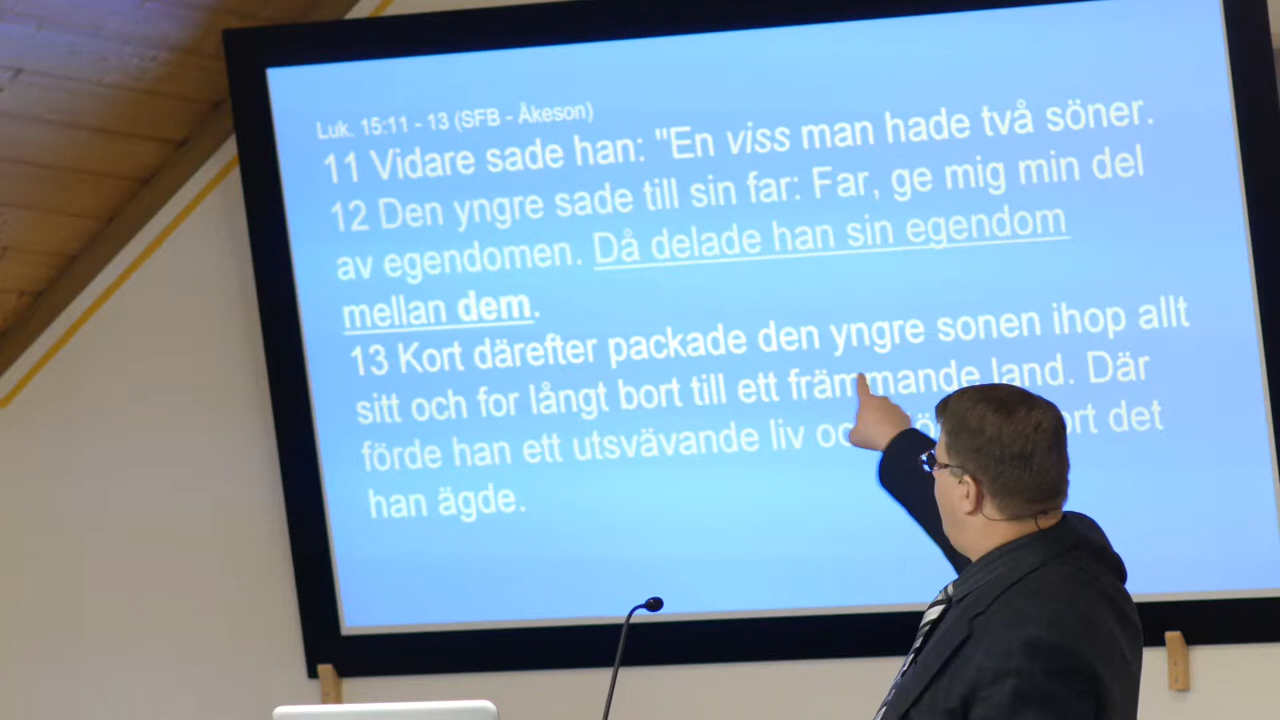 Luk. 15:11 - 13 (SFB - Åkeson)
11 Vidare sade han: "En viss man hade två söner.
12 Den yngre sade till sin far: Far, ge mig min del
av egendomen. Då delade han sin egendom
mellan dem.
13 Kort därefter packade den yngre sonen ihop allt
sitt och for långt bort till ett främmande land. Där
förde han ett utsvävande liv det
han ägde.